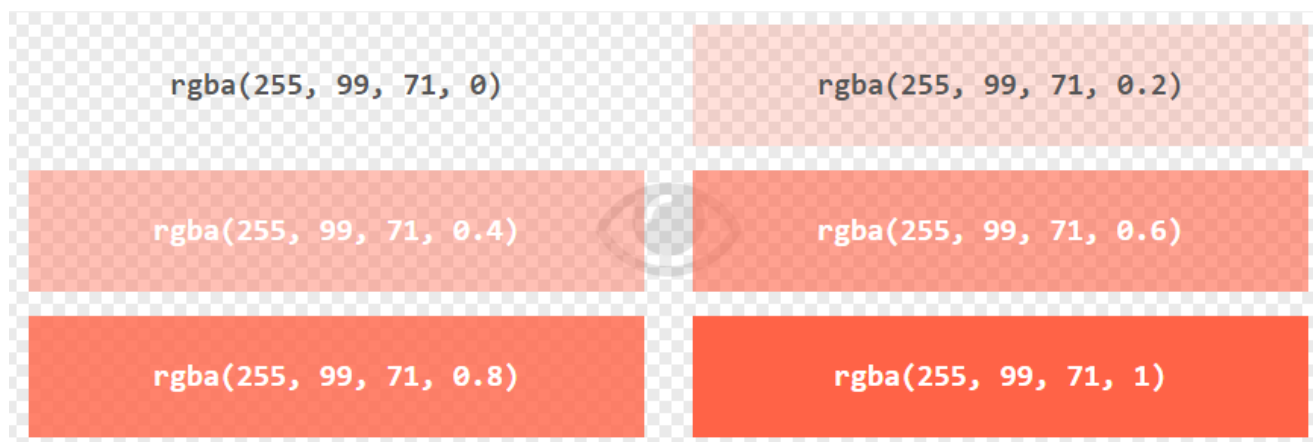 rgba(255, 99, 71, 0)
rgba(255, 99, 71, 0.2)
rgba(255, 99, 71, 0.4)
rgba(255, 99, 71, 0.6)
rgba(255, 99, 71, 0.8)
rgba(255, 99, 71, 1)